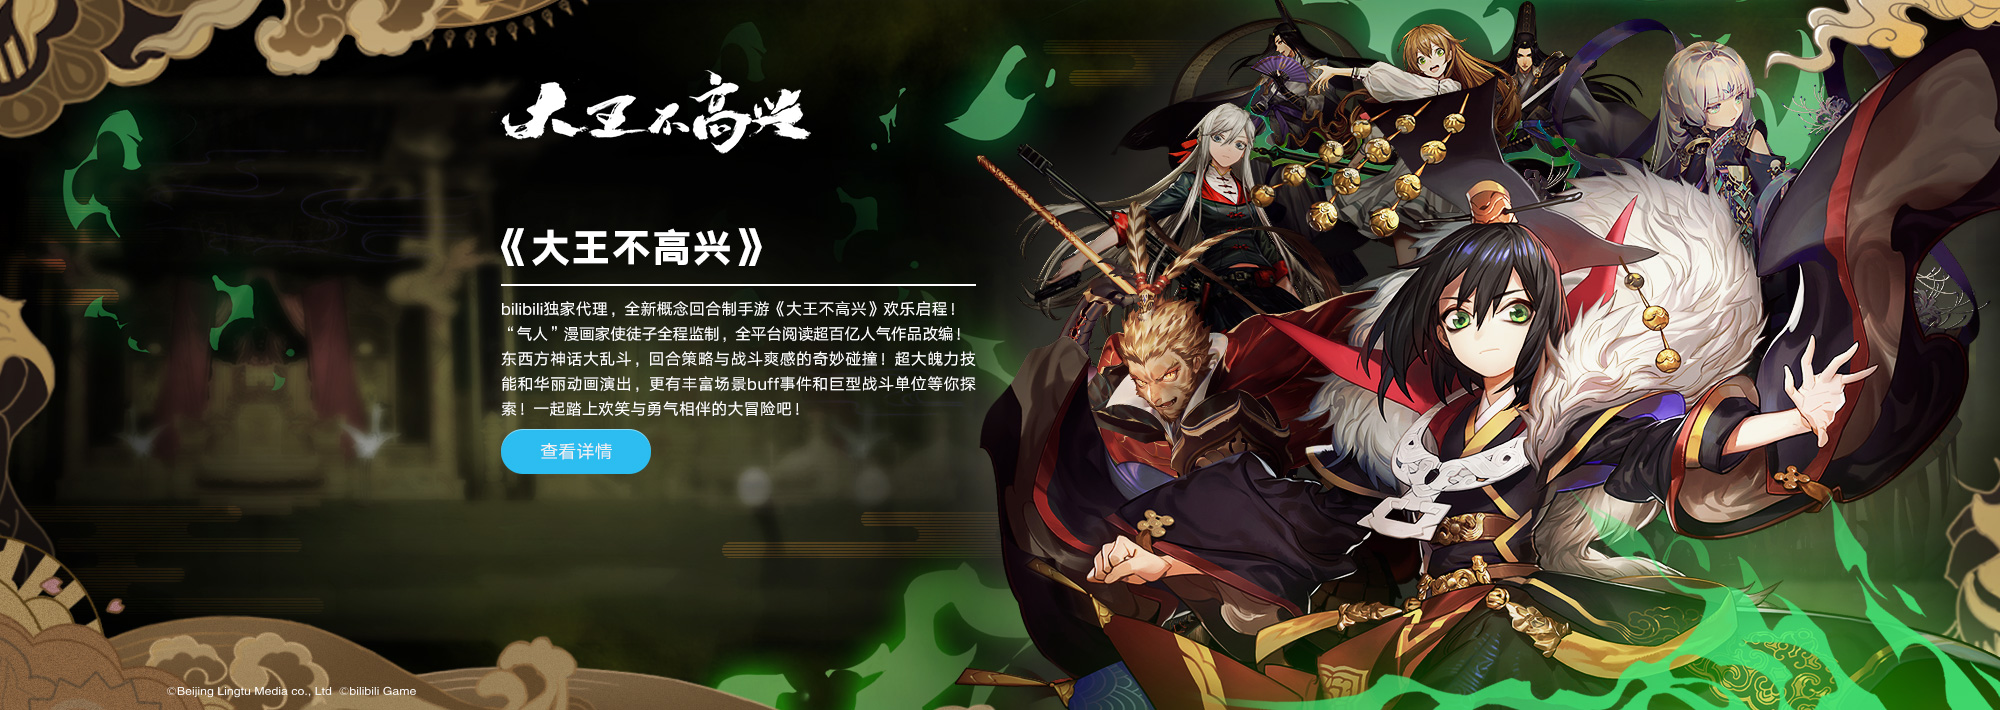 大王不高兴
《大王不高兴》
bilibili独家代理，全新概念回合制手游《大王不高兴》欢乐启程！
“气人”漫画家使徒子全程监制，全平台阅读超百亿人气作品改编！
东西方神话大乱斗，回合策略与战斗爽感的奇妙碰撞！超大魄力技
能和华丽动画演出，更有丰富场景buff事件和巨型战斗单位等你探
索！一起踏上欢笑与勇气相伴的大冒险吧！
查看详情
©Beijing Lingtu Media co., Ltd ©bilibili Game